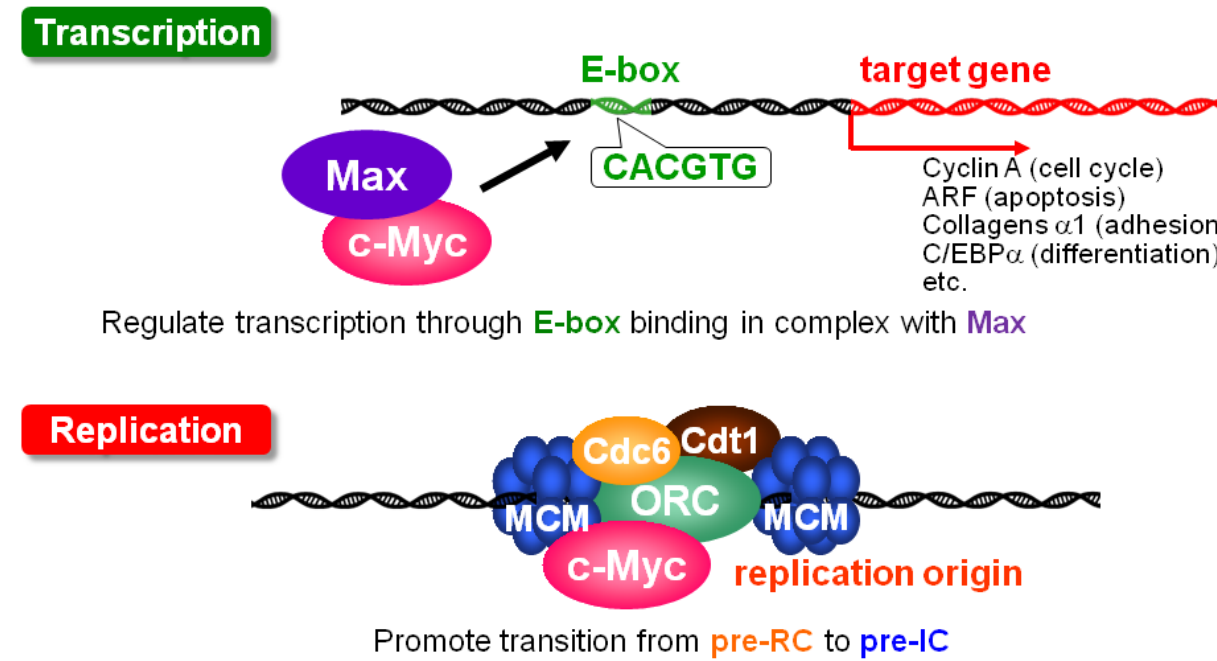 Transcription
E-box
target gene
CACGTG
Max
c-Myc
Cyclin A (cell cycle)
ARF (apoptosis)
Collagens α1 (adhesion
C/EBPα (differentiation)
etc.
Regulate transcription through E-box binding in complex with Max
Replication
Cdc6
Cdt1
ORC
MCM
MCM
c-Myc
replication origin
Promote transition from pre-RC to pre-IC